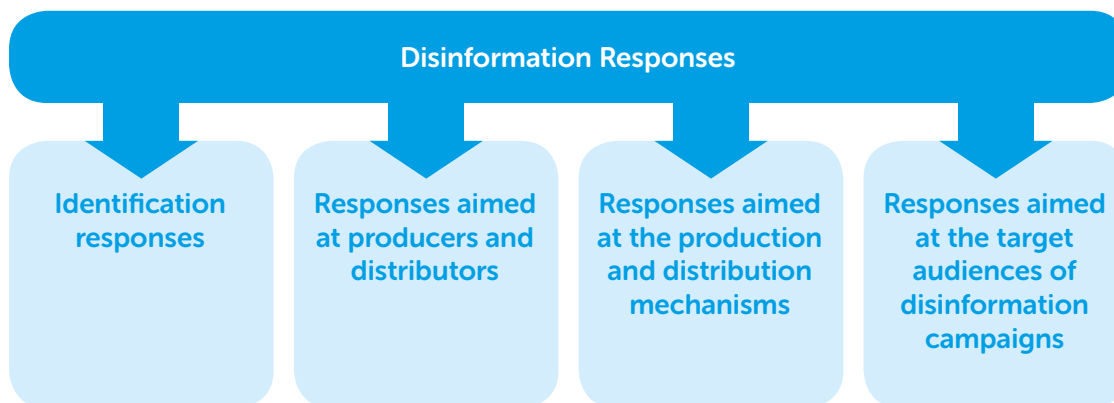 Disinformation Responses
Identification
responses
Responses aimed
at producers and
distributors
Responses aimed
at the production
and distribution
mechanisms
Responses aimed
at the target
audiences of
disinformation
campaigns